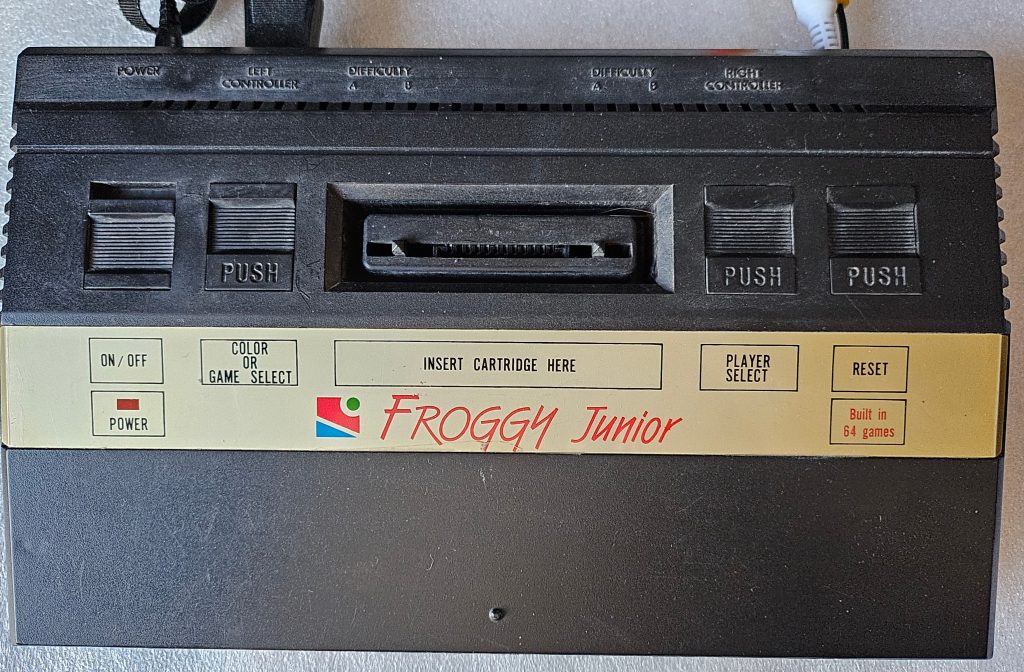 POWER
LEFT
CONTROLLER
DIFFICULTY
A B
DIFFICULTY
A B
RIGHT
CONTROLLER
PUSH
PUSH
PUSH
ON/OFF
COLOR
OR
GAME SELECT
INSERT CARTRIDGE HERE
PLAYER
SELECT
RESET
POWER
FROGGY Junior
Built in
64 games